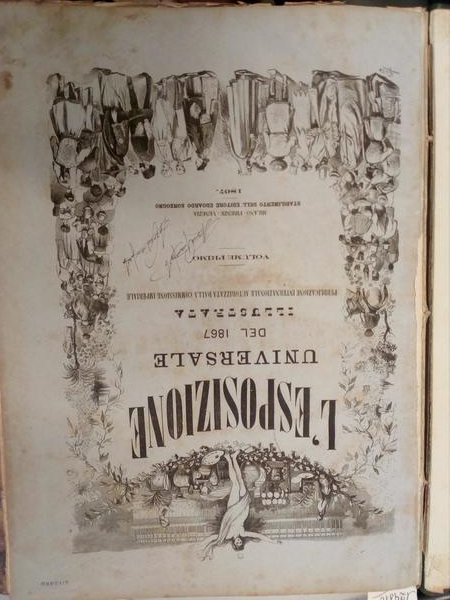 L'ESPOSIZIONE
UNIVERSALE
DEL 1867
ILLUSTRATA
PUBBLICAZIONE INTERNAZIONALE AUTORIZZATA DALLA COMMISSIONE IMPERIALE
VOLUME PRIMO
MILANO FIRENZE VENEZIA
STABILIMENTO DELL'EDITORE EDOARDO SONZOGNO
1867.